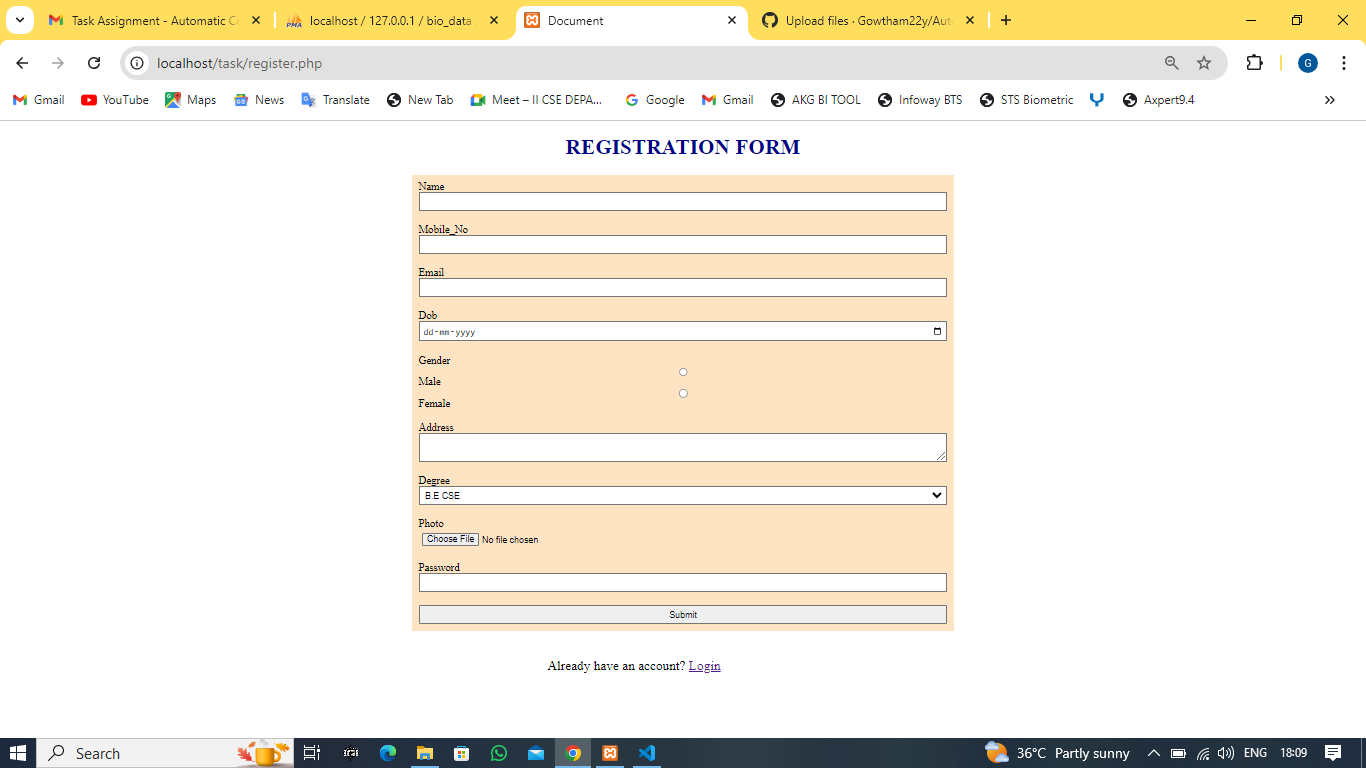 Task Assignment - Automatic Ce
localhost / 127.0.0.1 / bio_data
Document
Upload files · Gowtham22y/Auto
localhost/task/register.php
G
Gmail
YouTube
Maps
News
Translate
New Tab
Meet – II CSE DEPA...
Google
Gmail
AKG BI TOOL
Infoway BTS
STS Biometric
Axpert9.4
REGISTRATION FORM
Name
Mobile_No
Email
Dob
dd-mm-yyyy
Gender
Male
Female
Address
Degree
B.E CSE
Photo
Choose File No file chosen
Password
Submit
Already have an account? Login
Search
36°C Partly sunny
ENG
18:09